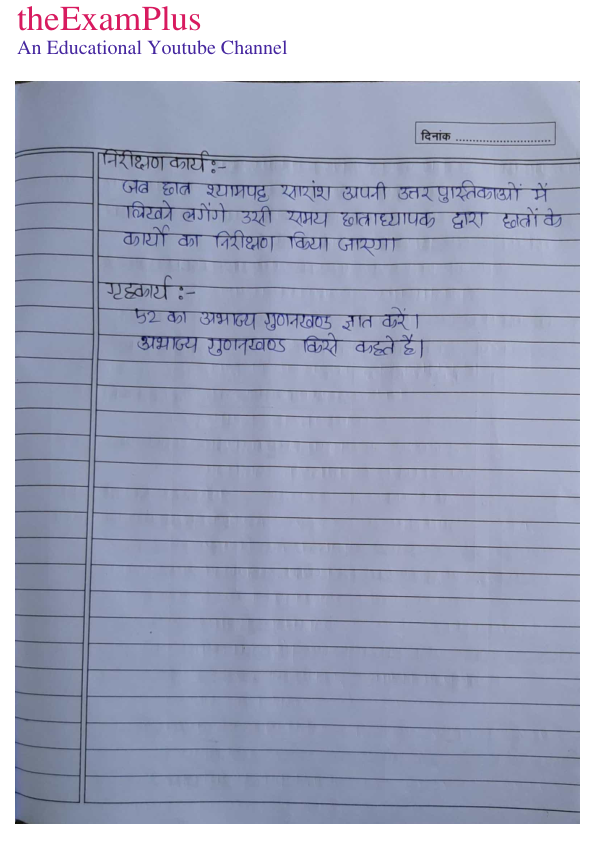 theExamPlus
An Educational Youtube Channel
दिनांक ..............................
निरीक्षण कार्य :-
जब छात्र श्यामपट्ट सारांश अपनी उत्तर पुस्तिकाओं में
लिखने लगेंगे उसी समय छात्राध्यापक द्वारा छात्रों के
कार्यों का निरीक्षण किया जाएगा
गृहकार्य :-
52 का अभाज्य गुणनखण्ड ज्ञात करें।
अभाज्य गुणनखण्ड किसे कहते हैं।